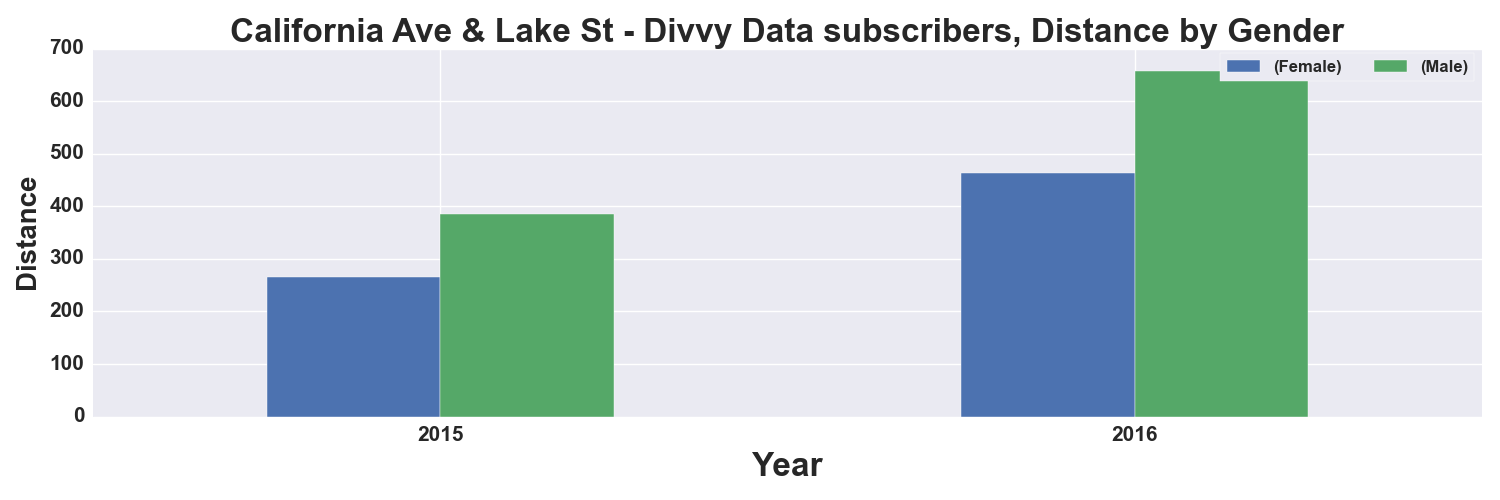 California Ave & Lake St - Divvy Data subscribers, Distance by Gender
(Female) (Male)
Distance
700
600
500
400
300
200
100
0
2015 2016
Year